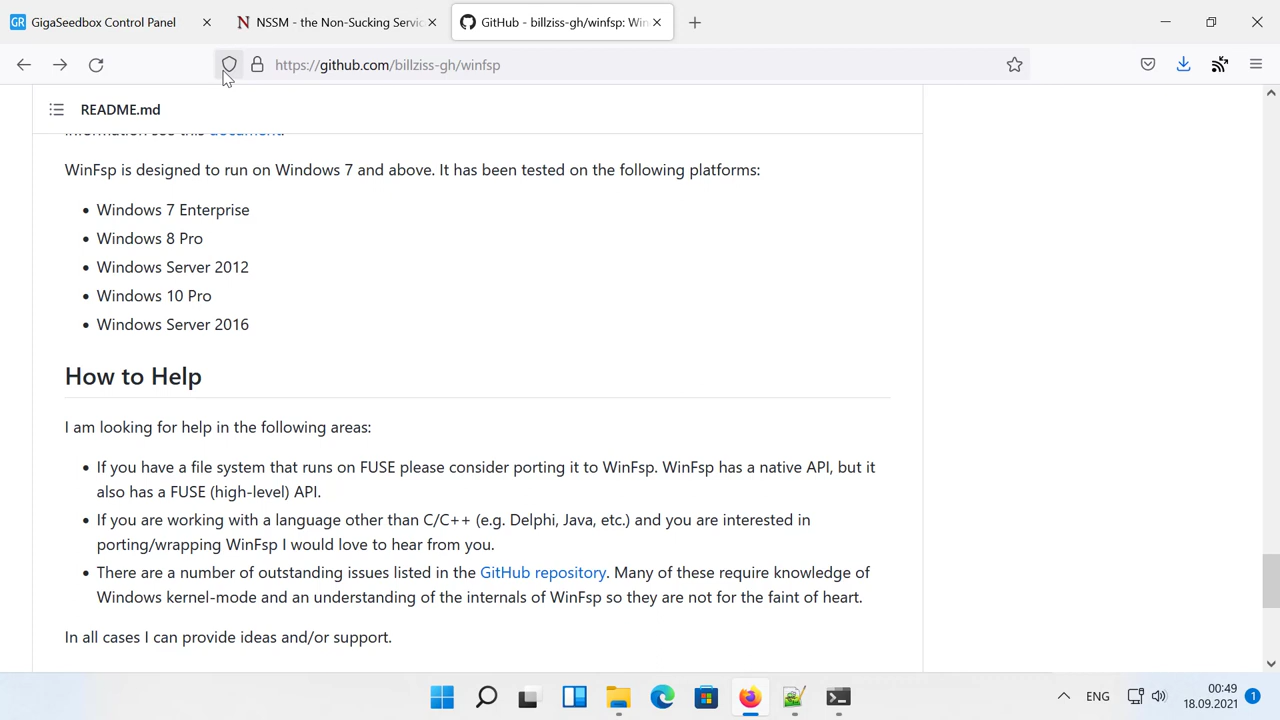 GR GigaSeedbox Control Panel
N NSSM - the Non-Sucking Servic
GitHub - billziss-gh/winfsp: Win
https://github.com/billziss-gh/winfsp
README.md
information see this document.
WinFsp is designed to run on Windows 7 and above. It has been tested on the following platforms:
• Windows 7 Enterprise
• Windows 8 Pro
• Windows Server 2012
• Windows 10 Pro
• Windows Server 2016
How to Help
I am looking for help in the following areas:
• If you have a file system that runs on FUSE please consider porting it to WinFsp. WinFsp has a native API, but it
also has a FUSE (high-level) API.
• If you are working with a language other than C/C++ (e.g. Delphi, Java, etc.) and you are interested in
porting/wrapping WinFsp I would love to hear from you.
• There are a number of outstanding issues listed in the GitHub repository. Many of these require knowledge of
Windows kernel-mode and an understanding of the internals of WinFsp so they are not for the faint of heart.
In all cases I can provide ideas and/or support.
ENG
00:49
18.09.2021
1